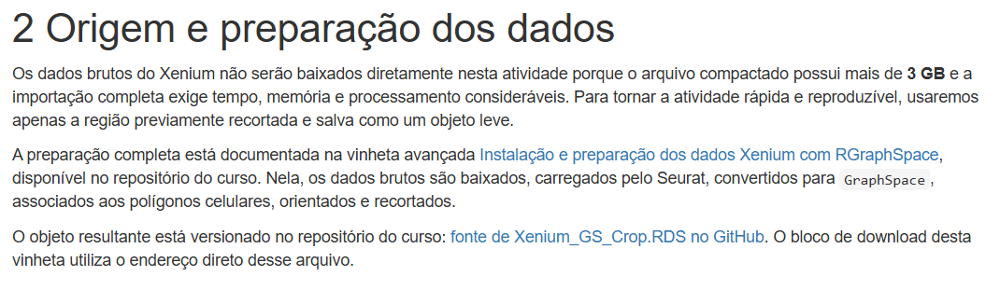 2 Origem e preparação dos dados
Os dados brutos do Xenium não serão baixados diretamente nesta atividade porque o arquivo compactado possui mais de 3 GB e a
importação completa exige tempo, memória e processamento consideráveis. Para tornar a atividade rápida e reproduzível, usaremos
apenas a região previamente recortada e salva como um objeto leve.
A preparação completa está documentada na vinheta avançada Instalação e preparação dos dados Xenium com RGraphSpace,
disponível no repositório do curso. Nela, os dados brutos são baixados, carregados pelo Seurat, convertidos para GraphSpace,
associados aos polígonos celulares, orientados e recortados.
O objeto resultante está versionado no repositório do curso: fonte de Xenium_GS_Crop.RDS no GitHub. O bloco de download desta
vinheta utiliza o endereço direto desse arquivo.